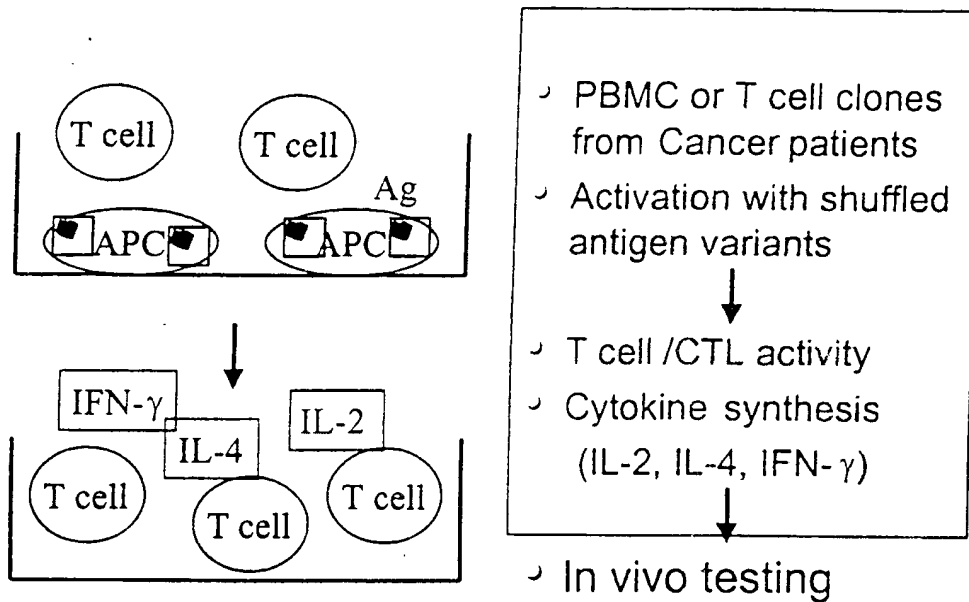 T cell
T cell
Ag
APC
APC
IFN-γ
IL-4
IL-2
T cell
T cell
T cell
PBMC or T cell clones
from Cancer patients
Activation with shuffled
antigen variants
T cell /CTL activity
Cytokine synthesis
(IL-2, IL-4, IFN- γ)
In vivo testing